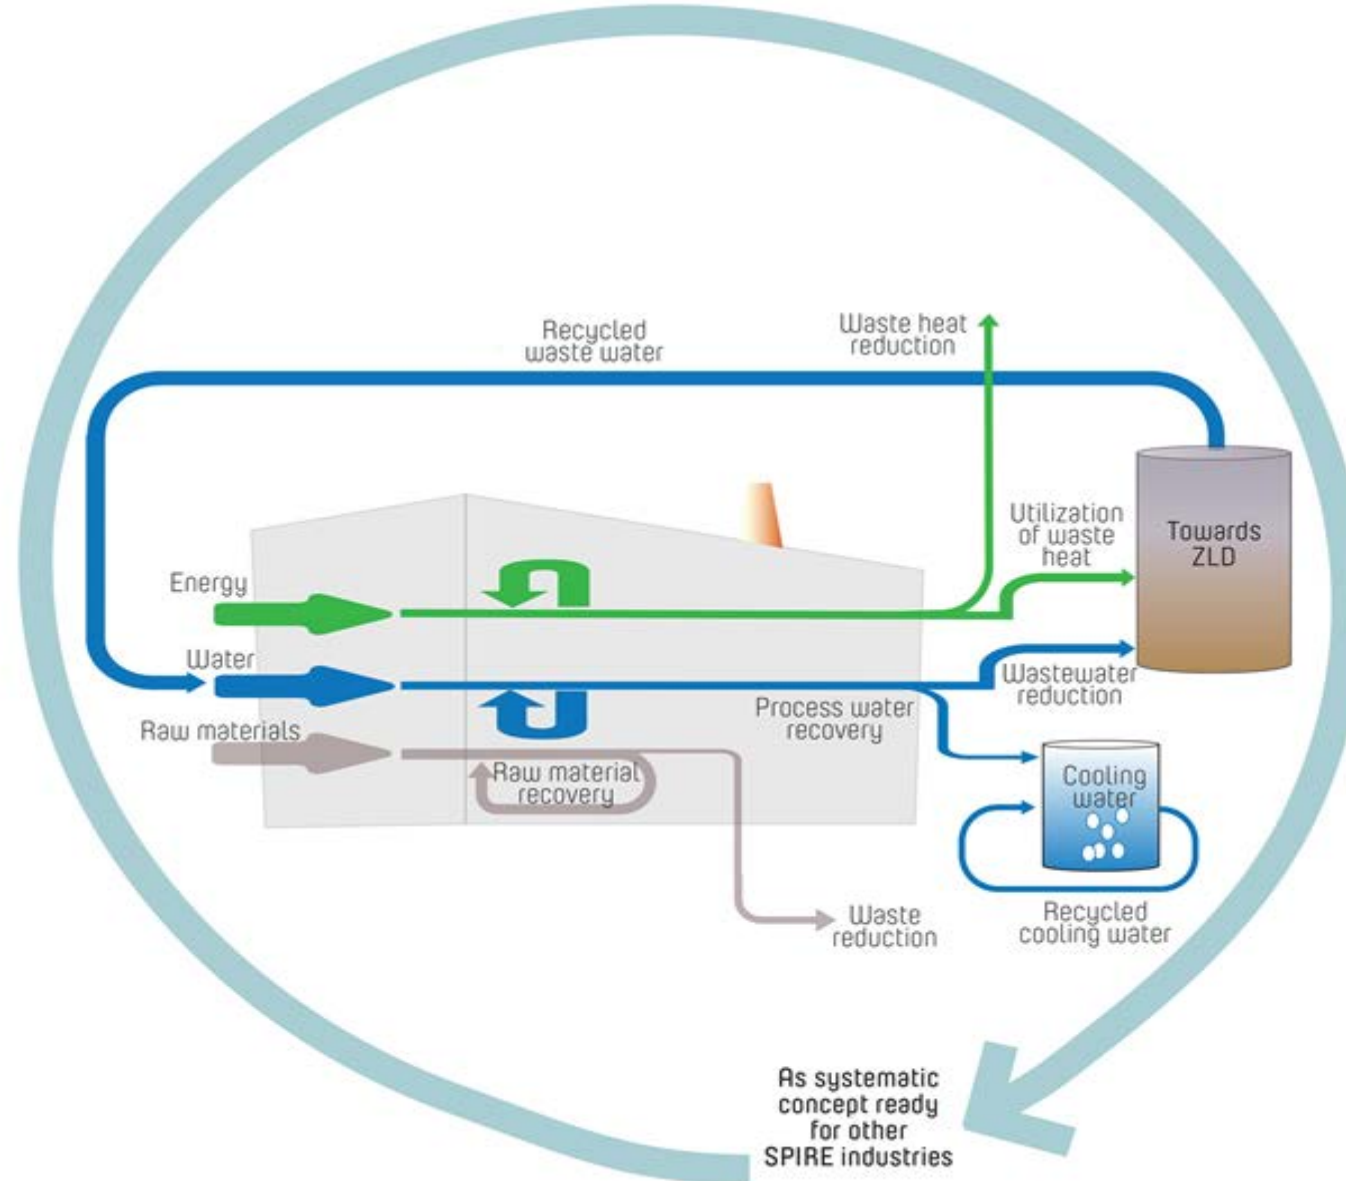 Recycled
waste water
Waste heat
reduction
Utilization
of waste
heat
Towards
ZLD
Energy
Water
Wastewater
reduction
Process water
recovery
Raw materials
Raw material
recovery
Cooling
water
Waste
reduction
Recycled
cooling water
As systematic
concept ready
for other
SPIRE industries